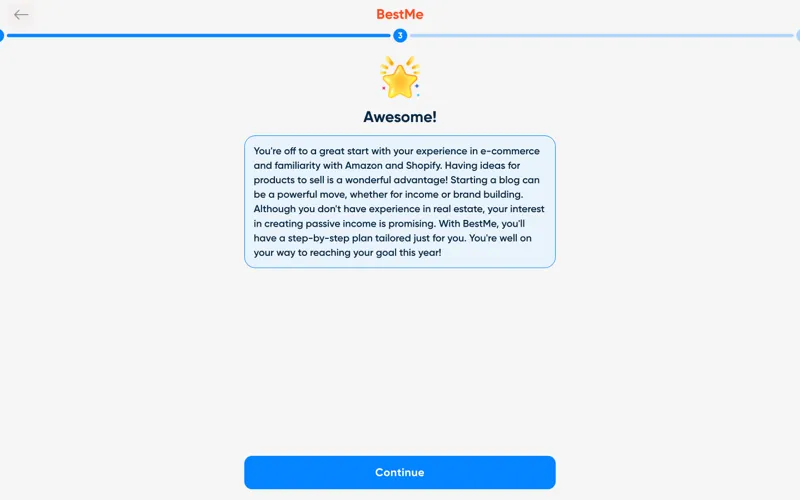 BestMe
3
Awesome!
You're off to a great start with your experience in e-commerce
and familiarity with Amazon and Shopify. Having ideas for
products to sell is a wonderful advantage! Starting a blog can
be a powerful move, whether for income or brand building.
Although you don't have experience in real estate, your interest
in creating passive income is promising. With BestMe, you'll
have a step-by-step plan tailored just for you. You're well on
your way to reaching your goal this year!
Continue